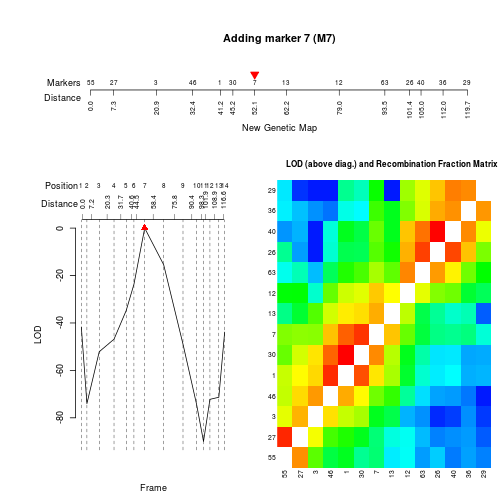 Adding marker 7 (M7)
Markers 55 27 3 46 1 30 7 13 12 63 26 40 36 29
Distance 0.0 7.3 20.9 32.4 41.2 45.2 52.1 62.2 79.0 93.5 101.4 105.0 112.0 119.7
New Genetic Map
LOD (above diag.) and Recombination Fraction Matrix
Position 1 2 3 4 5 6 7 8 9 10 11 12 13 14
Distance 0.0 7.2 20.3 31.7 40.6 44.5 58.4 75.8 90.4 98.3 101.9 108.9 116.6
LOD
0
-20
-40
-60
-80
Frame
29
36
40
26
63
12
13
7
30
1
46
3
27
55
55 27 3 46 1 30 7 13 12 63 26 40 36 29